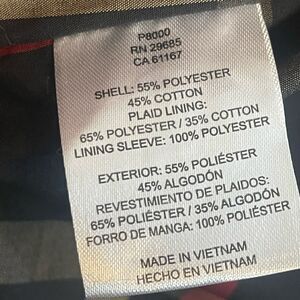 P8000
RN 29685
CA 61167
SHELL: 55% POLYESTER
45% COTTON
PLAID LINING:
65% POLYESTER / 35% COTTON
LINING SLEEVE: 100% POLYESTER
EXTERIOR: 55% POLIÉSTER
45% ALGODÓN
REVESTIMENTO DE PLAIDOS:
65% POLIÉSTER / 35% ALGODÓN
FORRO DE MANGA: 100% POLIÉSTER
MADE IN VIETNAM
HECHO EN VIETNAM